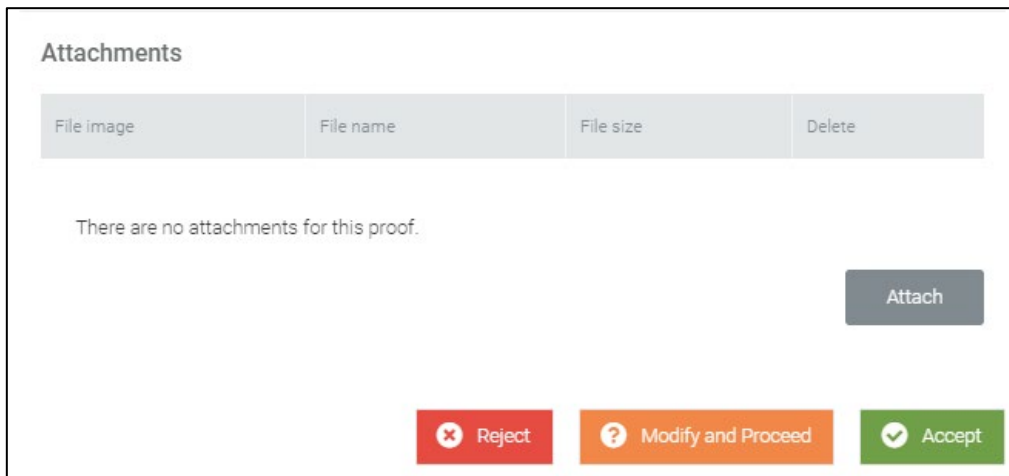 Attachments
File image File name File size Delete
There are no attachments for this proof.
Attach
Reject Modify and Proceed Accept